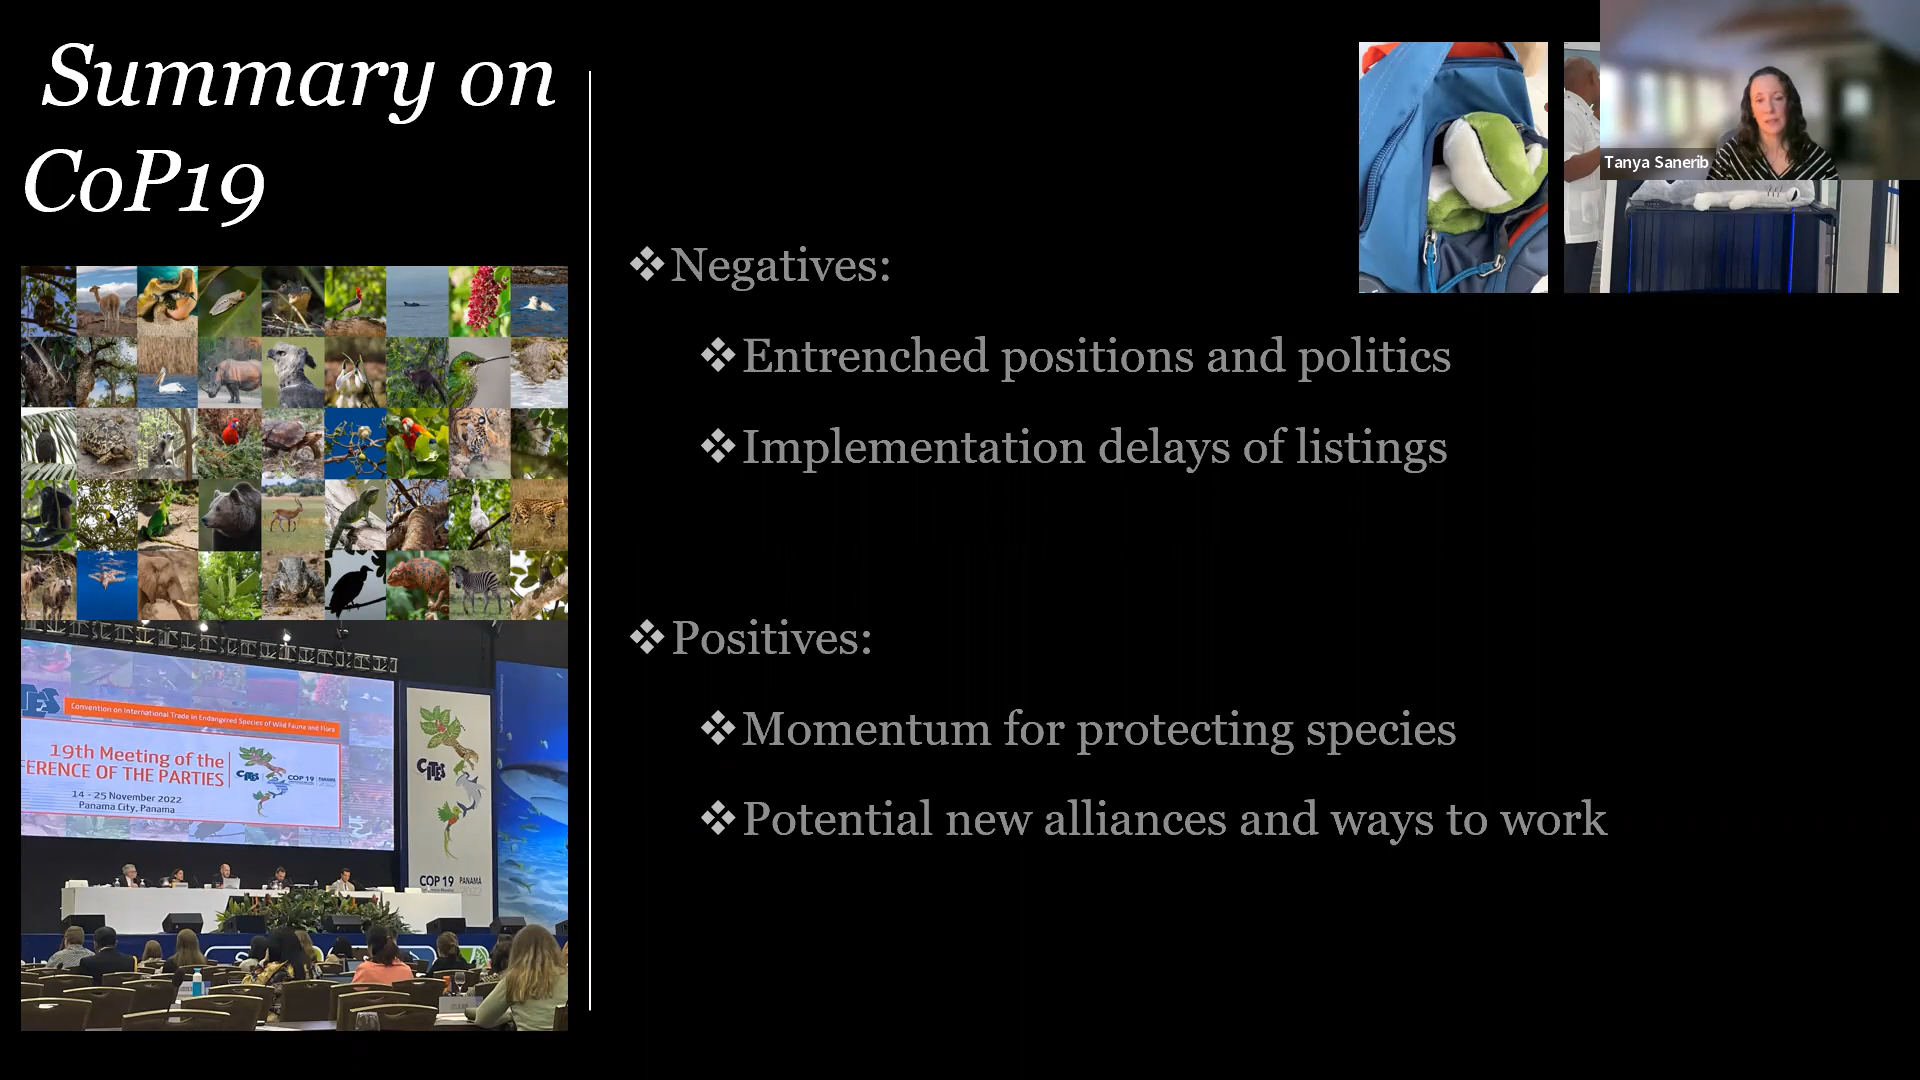 Summary on
CoP19
Tanya Sanerib
❖Negatives:
❖Entrenched positions and politics
❖Implementation delays of listings
❖Positives:
❖Momentum for protecting species
❖Potential new alliances and ways to work
Convention on International Trade in Endangered Species of Wild Fauna and Flora
19th Meeting of the
FERENCE OF THE PARTIES
14 - 25 November 2022
Panama City, Panama
CITES
COP 19
CITES
COP 19 PANAMÁ